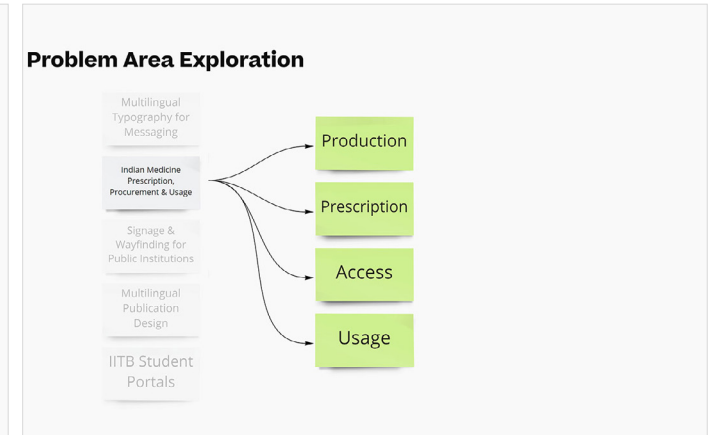 Problem Area Exploration
Multilingual
Typography for
Messaging
Indian Medicine
Prescription,
Procurement & Usage
Signage &
Wayfinding for
Public Institutions
Multilingual
Publication
Design
IITB Student
Portals
Production
Prescription
Access
Usage